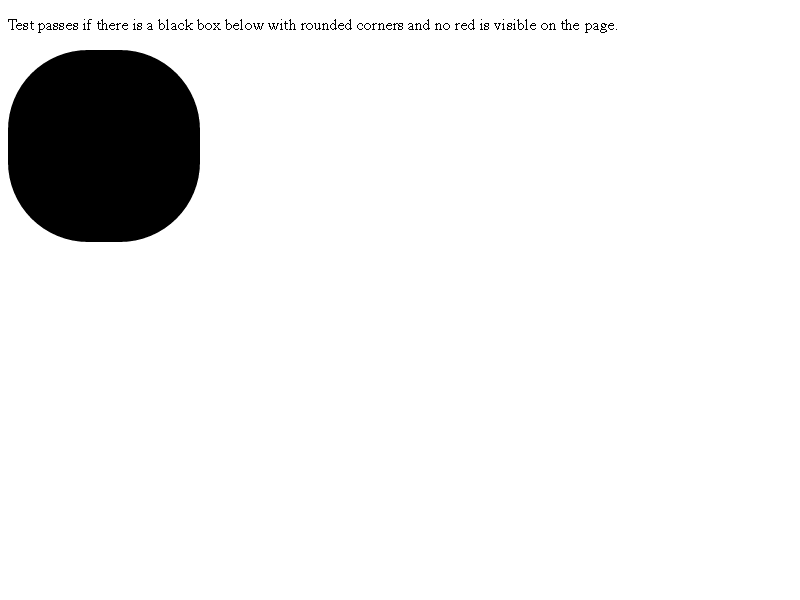 Test passes if there is a black box below with rounded corners and no red is visible on the page.